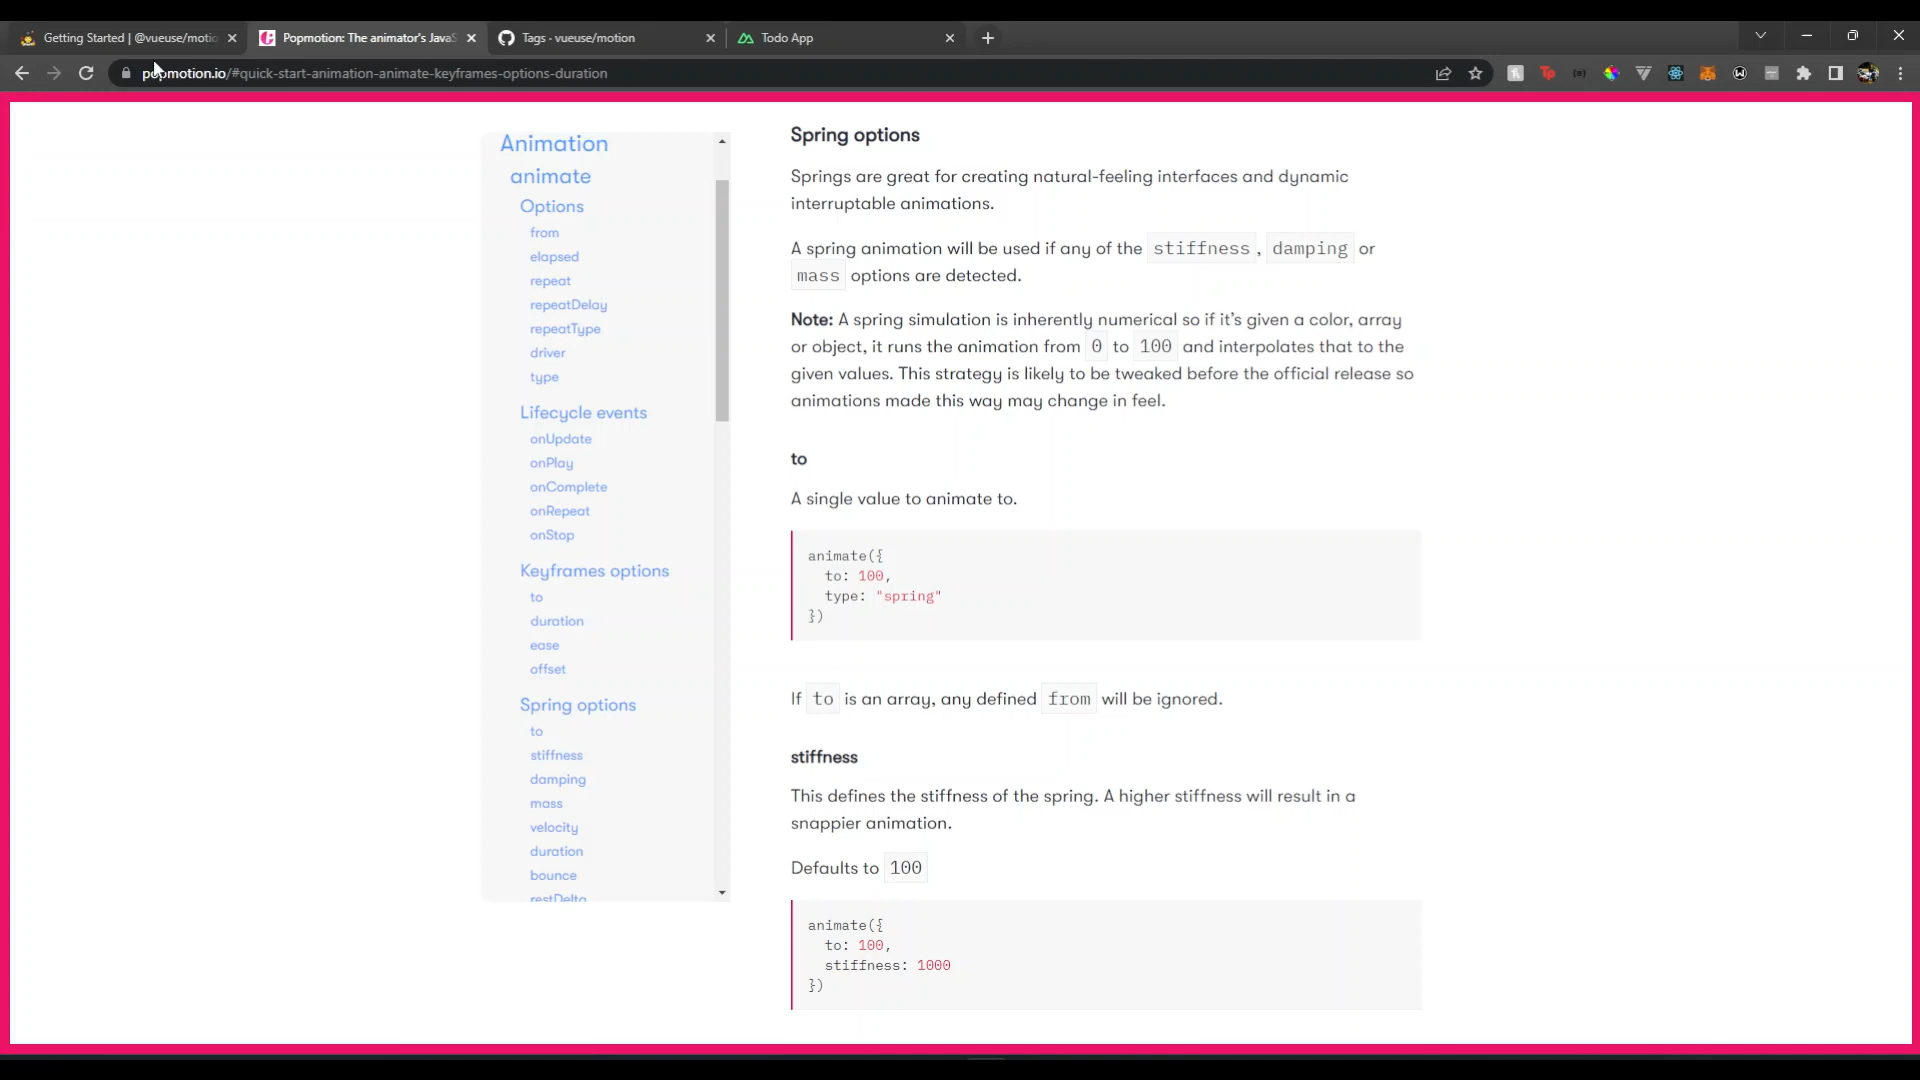 Getting Started | @vueuse/motio
Popmotion: The animator's JavaS
Tags · vueuse/motion
Todo App
popmotion.io/#quick-start-animation-animate-keyframes-options-duration
Animation
animate
Options
from
elapsed
repeat
repeatDelay
repeatType
driver
type
Lifecycle events
onUpdate
onPlay
onComplete
onRepeat
onStop
Keyframes options
to
duration
ease
offset
Spring options
to
stiffness
damping
mass
velocity
duration
bounce
restDelta
Spring options
Springs are great for creating natural-feeling interfaces and dynamic
interruptable animations.
A spring animation will be used if any of the stiffness, damping or
mass options are detected.
Note: A spring simulation is inherently numerical so if it's given a color, array
or object, it runs the animation from 0 to 100 and interpolates that to the
given values. This strategy is likely to be tweaked before the official release so
animations made this way may change in feel.
to
A single value to animate to.
animate({
to: 100,
type: "spring"
})
If to is an array, any defined from will be ignored.
stiffness
This defines the stiffness of the spring. A higher stiffness will result in a
snappier animation.
Defaults to 100
animate({
to: 100,
stiffness: 1000
})